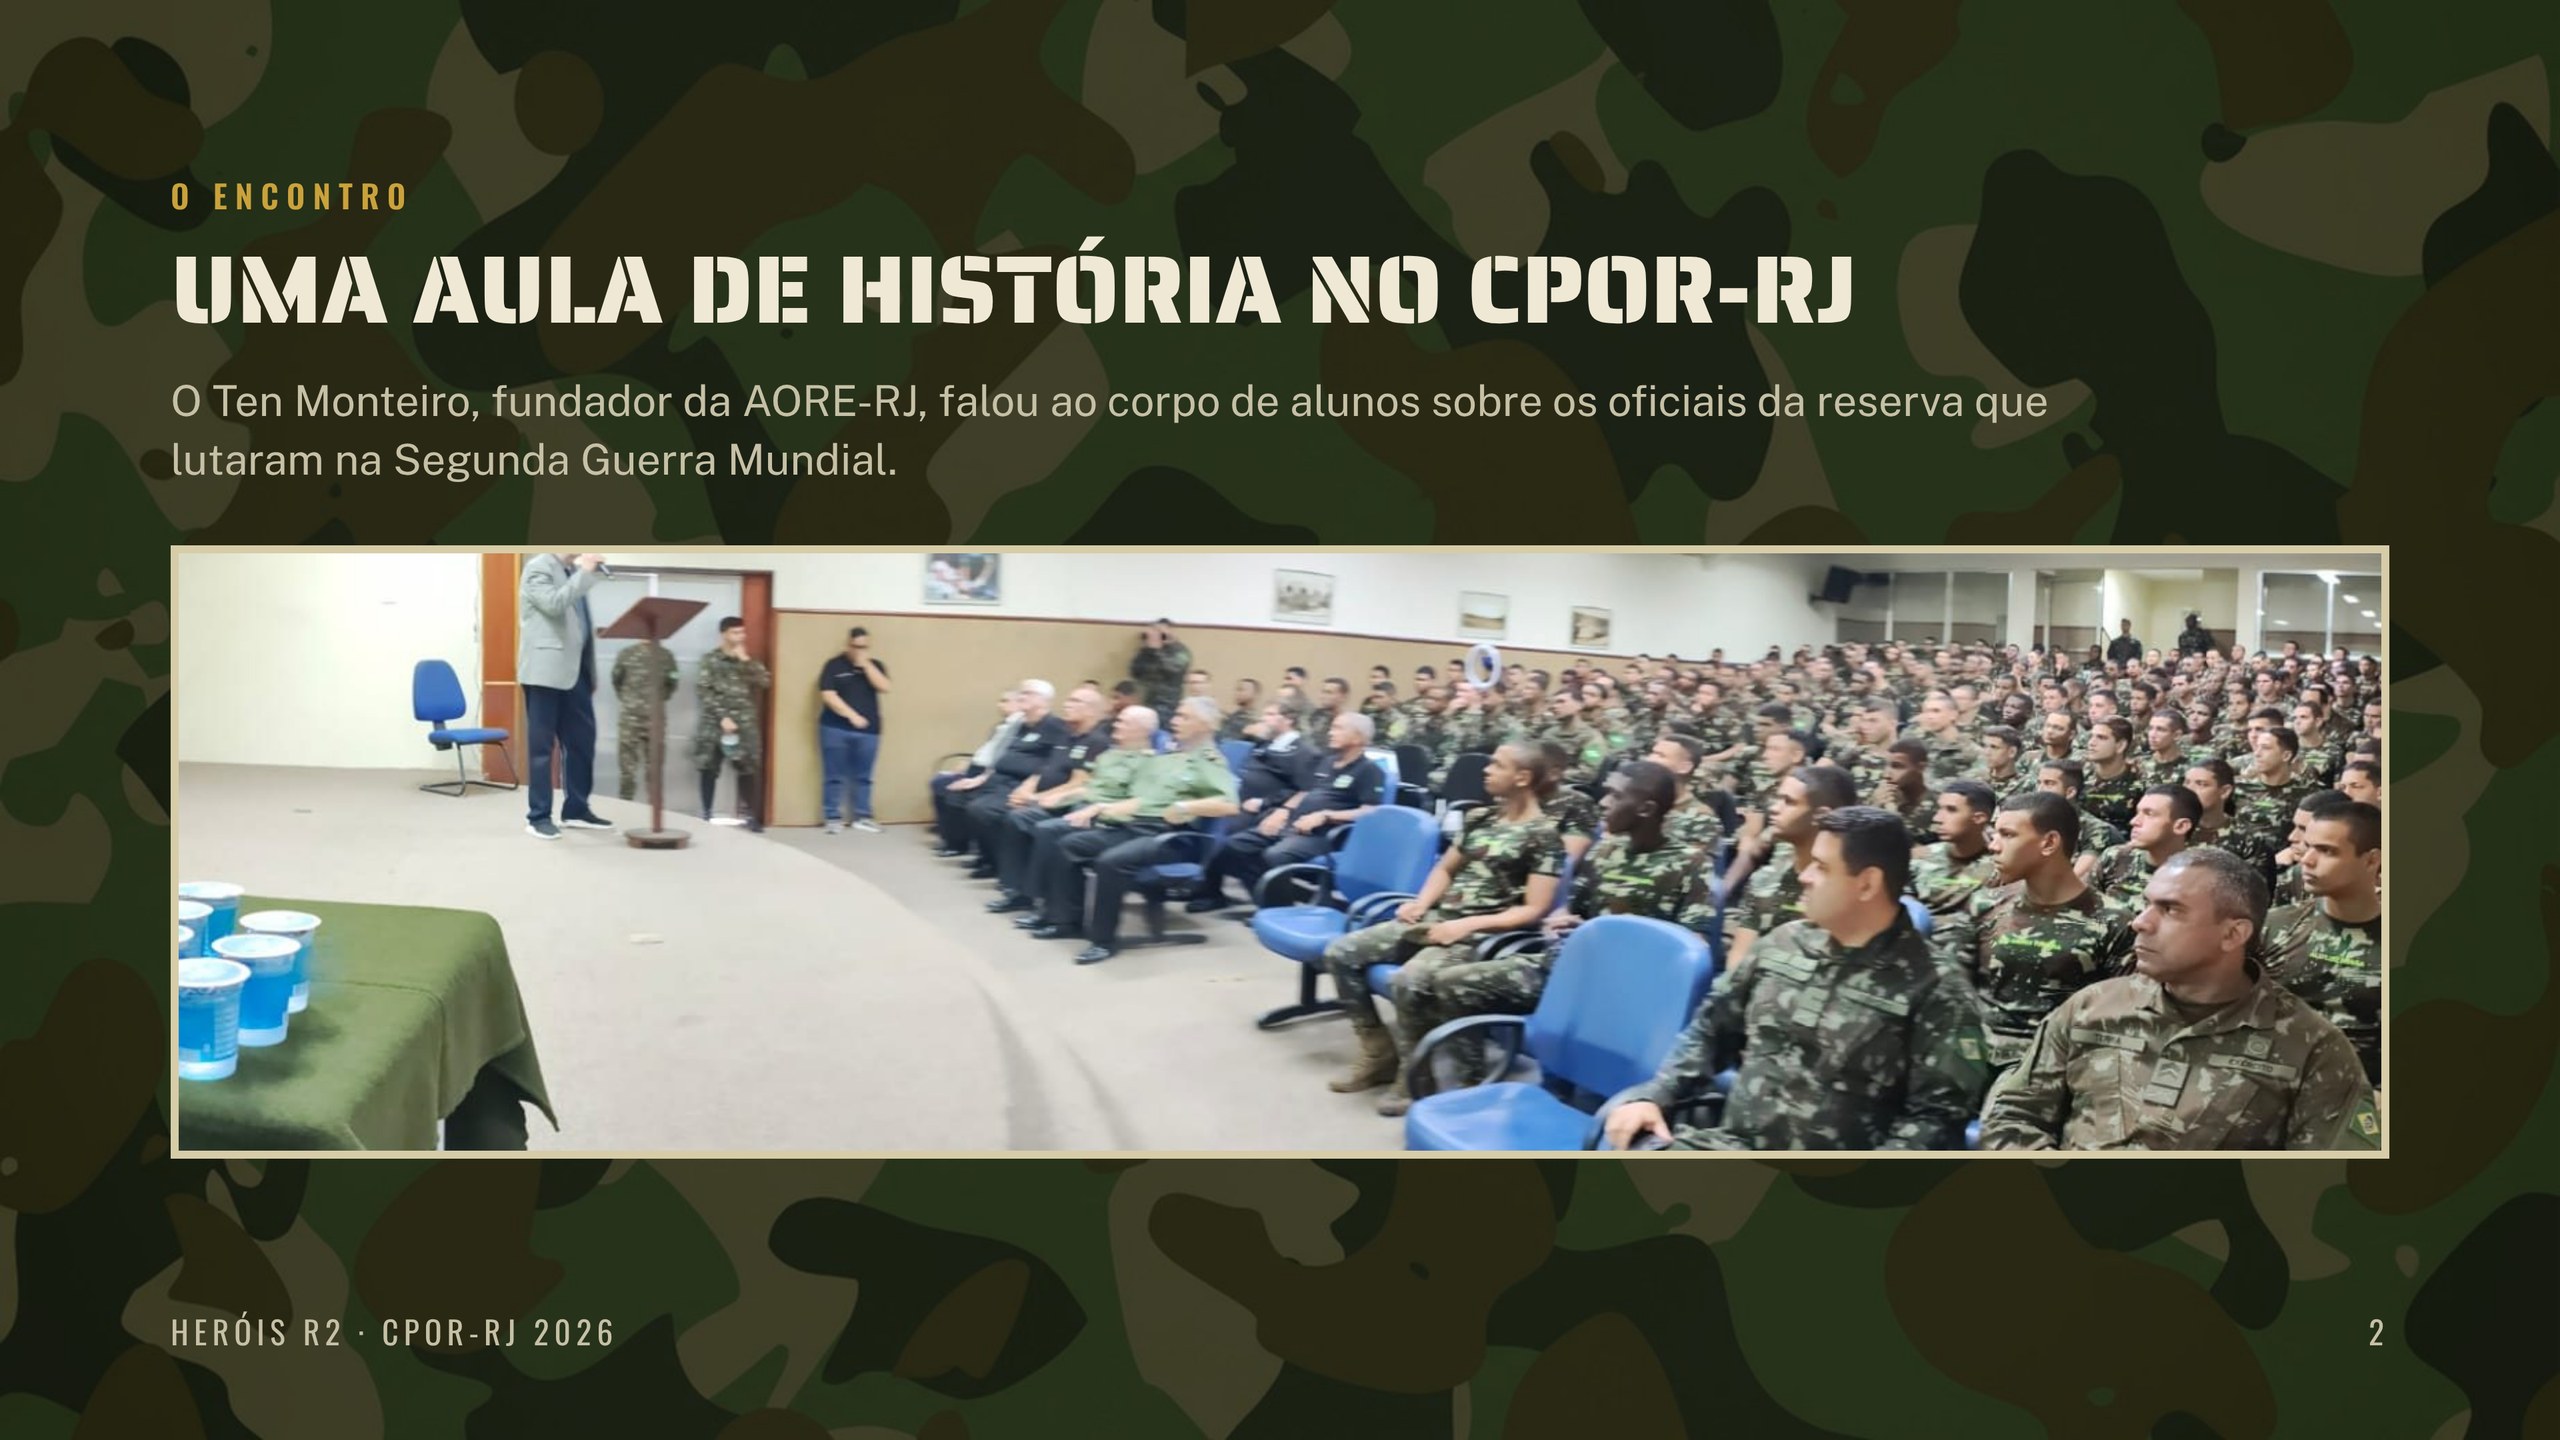 O ENCONTRO
UMA AULA DE HISTÓRIA NO CPOR-RJ
O Ten Monteiro, fundador da AORE-RJ, falou ao corpo de alunos sobre os oficiais da reserva que
lutaram na Segunda Guerra Mundial.
EXÉRCITO
HERÓIS R2 · CPOR-RJ 2026
2